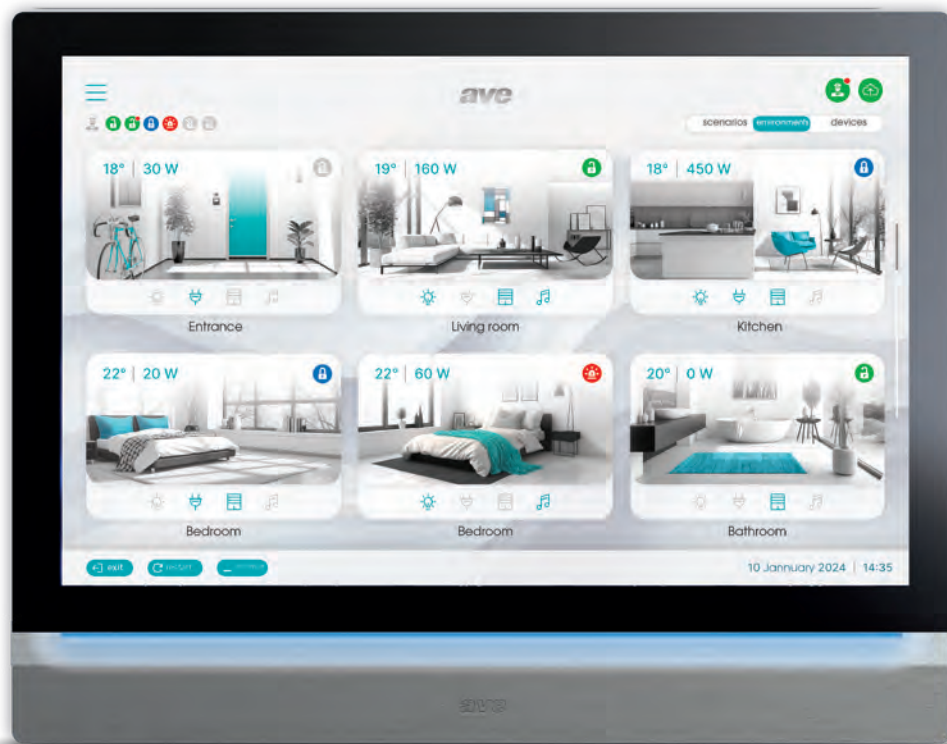 ave
scenarios environments devices
18° | 30 W
19° | 160 W
18° | 450 W
Entrance
Living room
Kitchen
22° | 20 W
22° | 60 W
20° | 0 W
Bedroom
Bedroom
Bathroom
exit restart
10 Jannuary 2024 | 14:35
ave